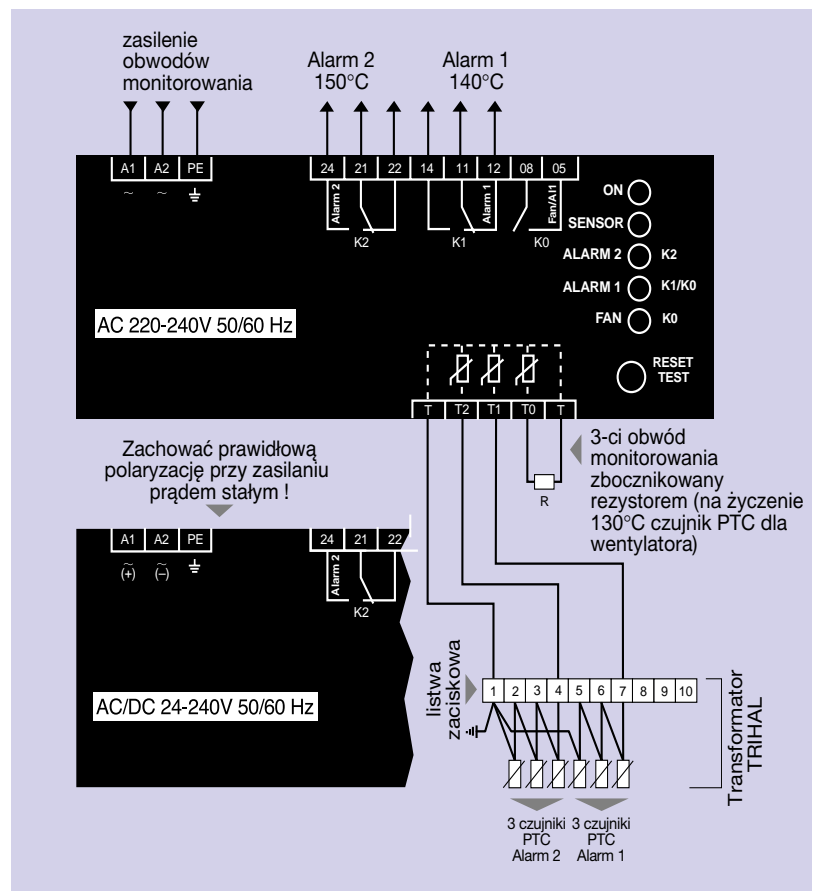 zasilenie
obwodów
monitorowania
Alarm 2
150°C
Alarm 1
140°C
A1 A2 PE
~ ~
24 21 22 14 11 12 08 05
Alarm 2
Alarm 1
Fan/Al1
K2 K1 K0
ON
SENSOR
ALARM 2 K2
ALARM 1 K1/K0
FAN K0
RESET
TEST
AC 220-240V 50/60 Hz
T T2 T1 T0 T
R
3-ci obwód
monitorowania
zbocznikowany
rezystorem (na życzenie
130°C czujnik PTC dla
wentylatora)
Zachować prawidłową
polaryzację przy zasilaniu
prądem stałym !
A1 A2 PE
~ ~
(+) (–)
24 21 22
Alarm 2
K2
AC/DC 24-240V 50/60 Hz
listwa
zaciskowa
1 2 3 4 5 6 7 8 9 10
Transformator
TRIHAL
3 czujniki
PTC
Alarm 2
3 czujniki
PTC
Alarm 1